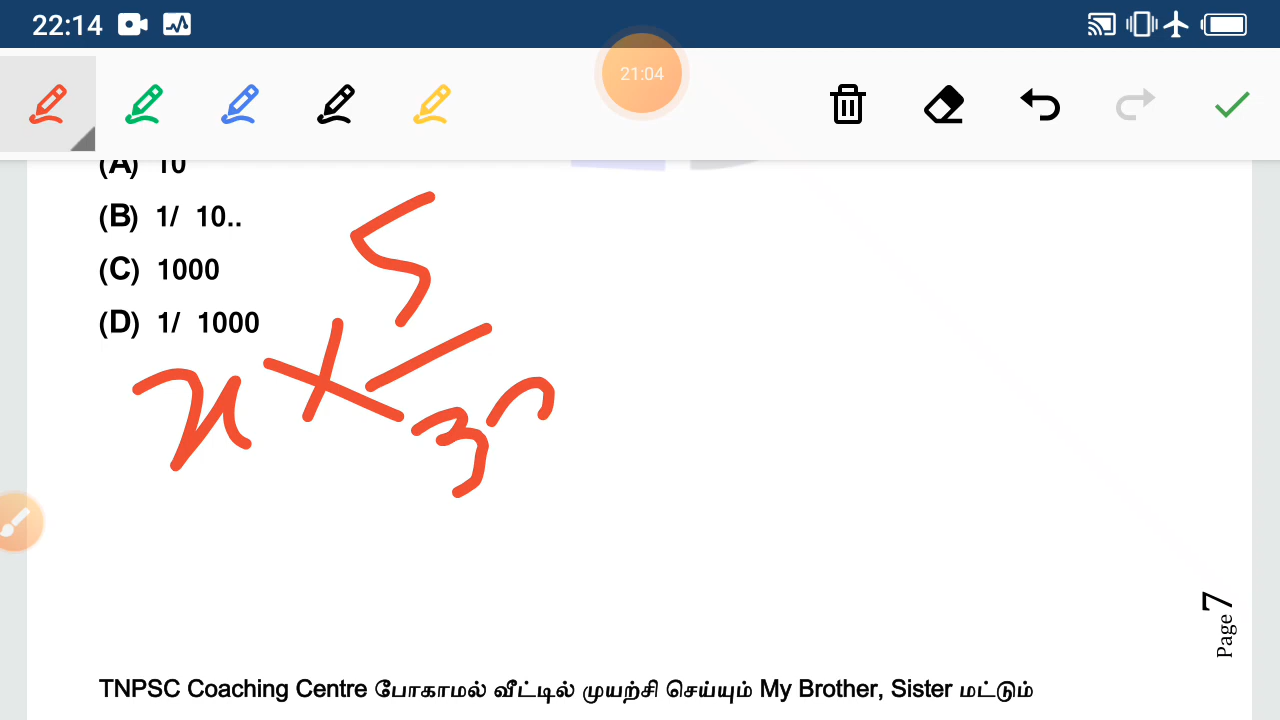 22:14
21:04
(A) 10
(B) 1/ 10..
(C) 1000
(D) 1/ 1000
5
x × 3
Page 7
TNPSC Coaching Centre போகாமல் வீட்டில் முயற்சி செய்யும் My Brother, Sister மட்டும்